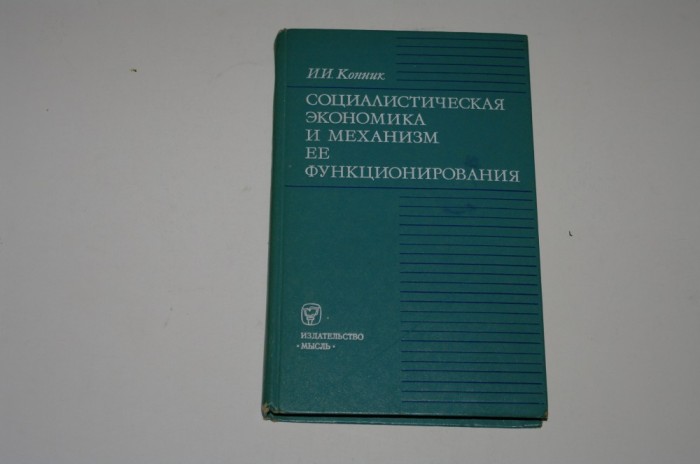 И.И. Конник
СОЦИАЛИСТИЧЕСКАЯ
ЭКОНОМИКА
И МЕХАНИЗМ
ЕЕ
ФУНКЦИОНИРОВАНИЯ
ИЗДАТЕЛЬСТВО
•МЫСЛЬ•